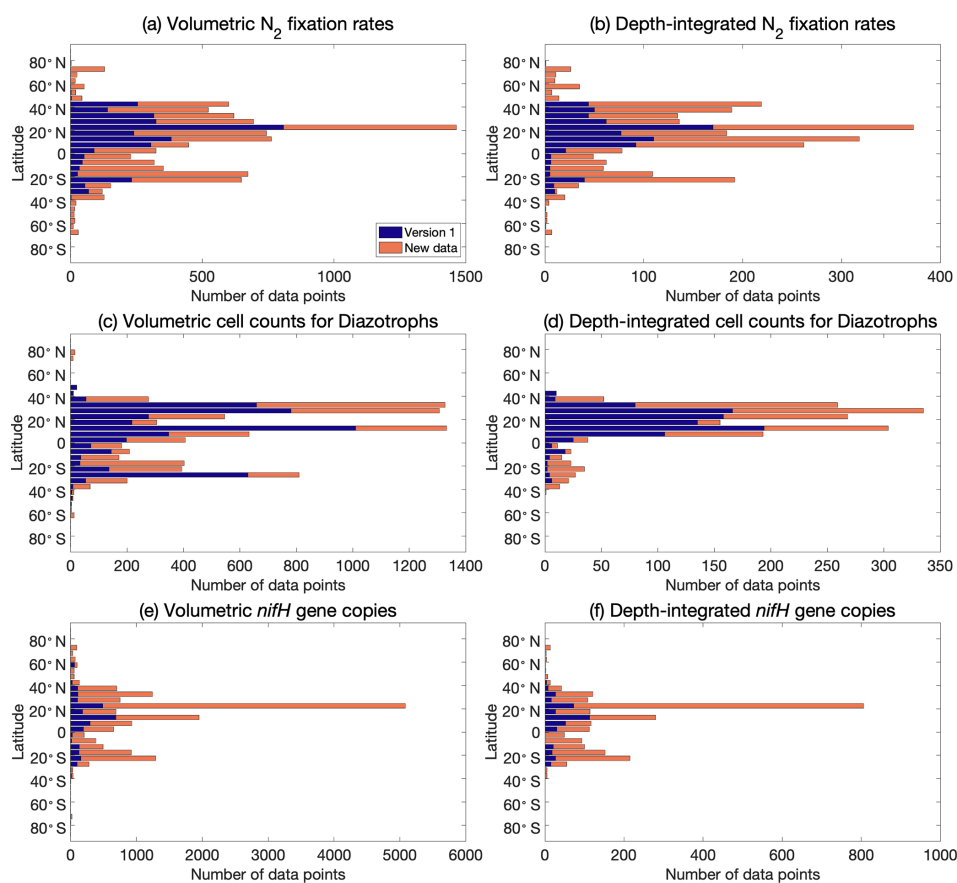 (a) Volumetric N2 fixation rates
80° N
60° N
40° N
20° N
0
20° S
40° S
60° S
80° S
Latitude
Version 1
New data
0 500 1000 1500
Number of data points
(b) Depth-integrated N2 fixation rates
80° N
60° N
40° N
20° N
0
20° S
40° S
60° S
80° S
Latitude
0 100 200 300 400
Number of data points
(c) Volumetric cell counts for Diazotrophs
80° N
60° N
40° N
20° N
0
20° S
40° S
60° S
80° S
Latitude
0 200 400 600 800 1000 1200 1400
Number of data points
(d) Depth-integrated cell counts for Diazotrophs
80° N
60° N
40° N
20° N
0
20° S
40° S
60° S
80° S
Latitude
0 50 100 150 200 250 300 350
Number of data points
(e) Volumetric nifH gene copies
80° N
60° N
40° N
20° N
0
20° S
40° S
60° S
80° S
Latitude
0 1000 2000 3000 4000 5000 6000
Number of data points
(f) Depth-integrated nifH gene copies
80° N
60° N
40° N
20° N
0
20° S
40° S
60° S
80° S
Latitude
0 200 400 600 800 1000
Number of data points